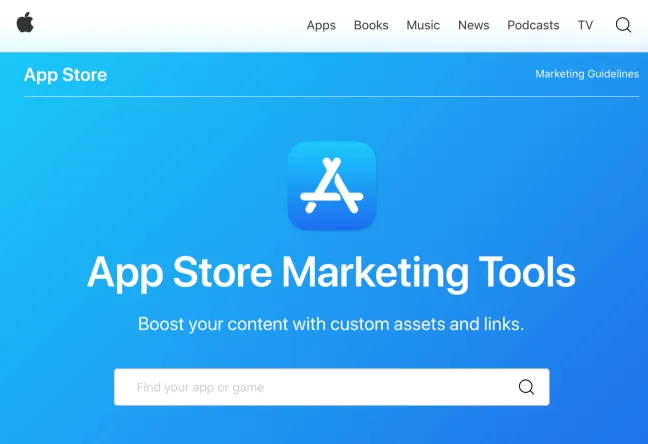 Apps Books Music News Podcasts TV
App Store Marketing Guidelines
App Store Marketing Tools
Boost your content with custom assets and links.
Find your app or game